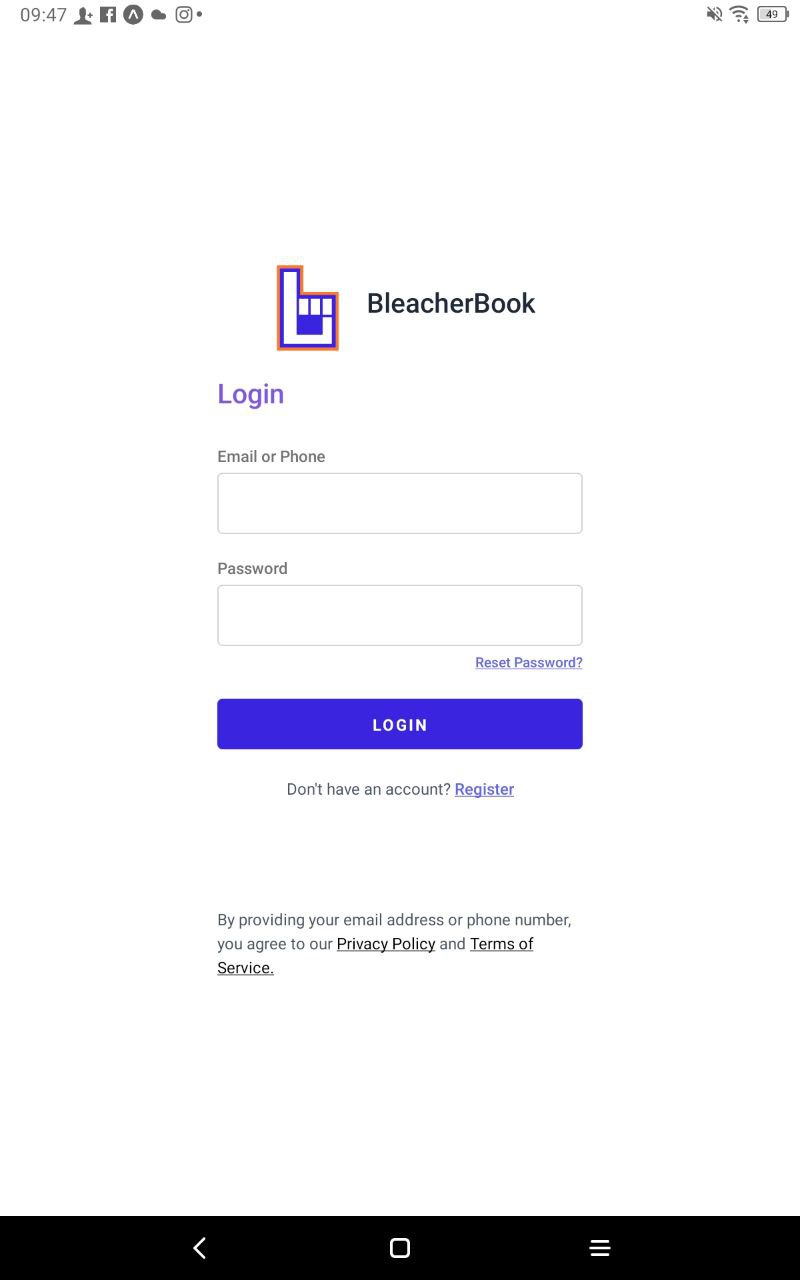 09:47
49
BleacherBook
Login
Email or Phone
Password
Reset Password?
LOGIN
Don't have an account? Register
By providing your email address or phone number,
you agree to our Privacy Policy and Terms of
Service.